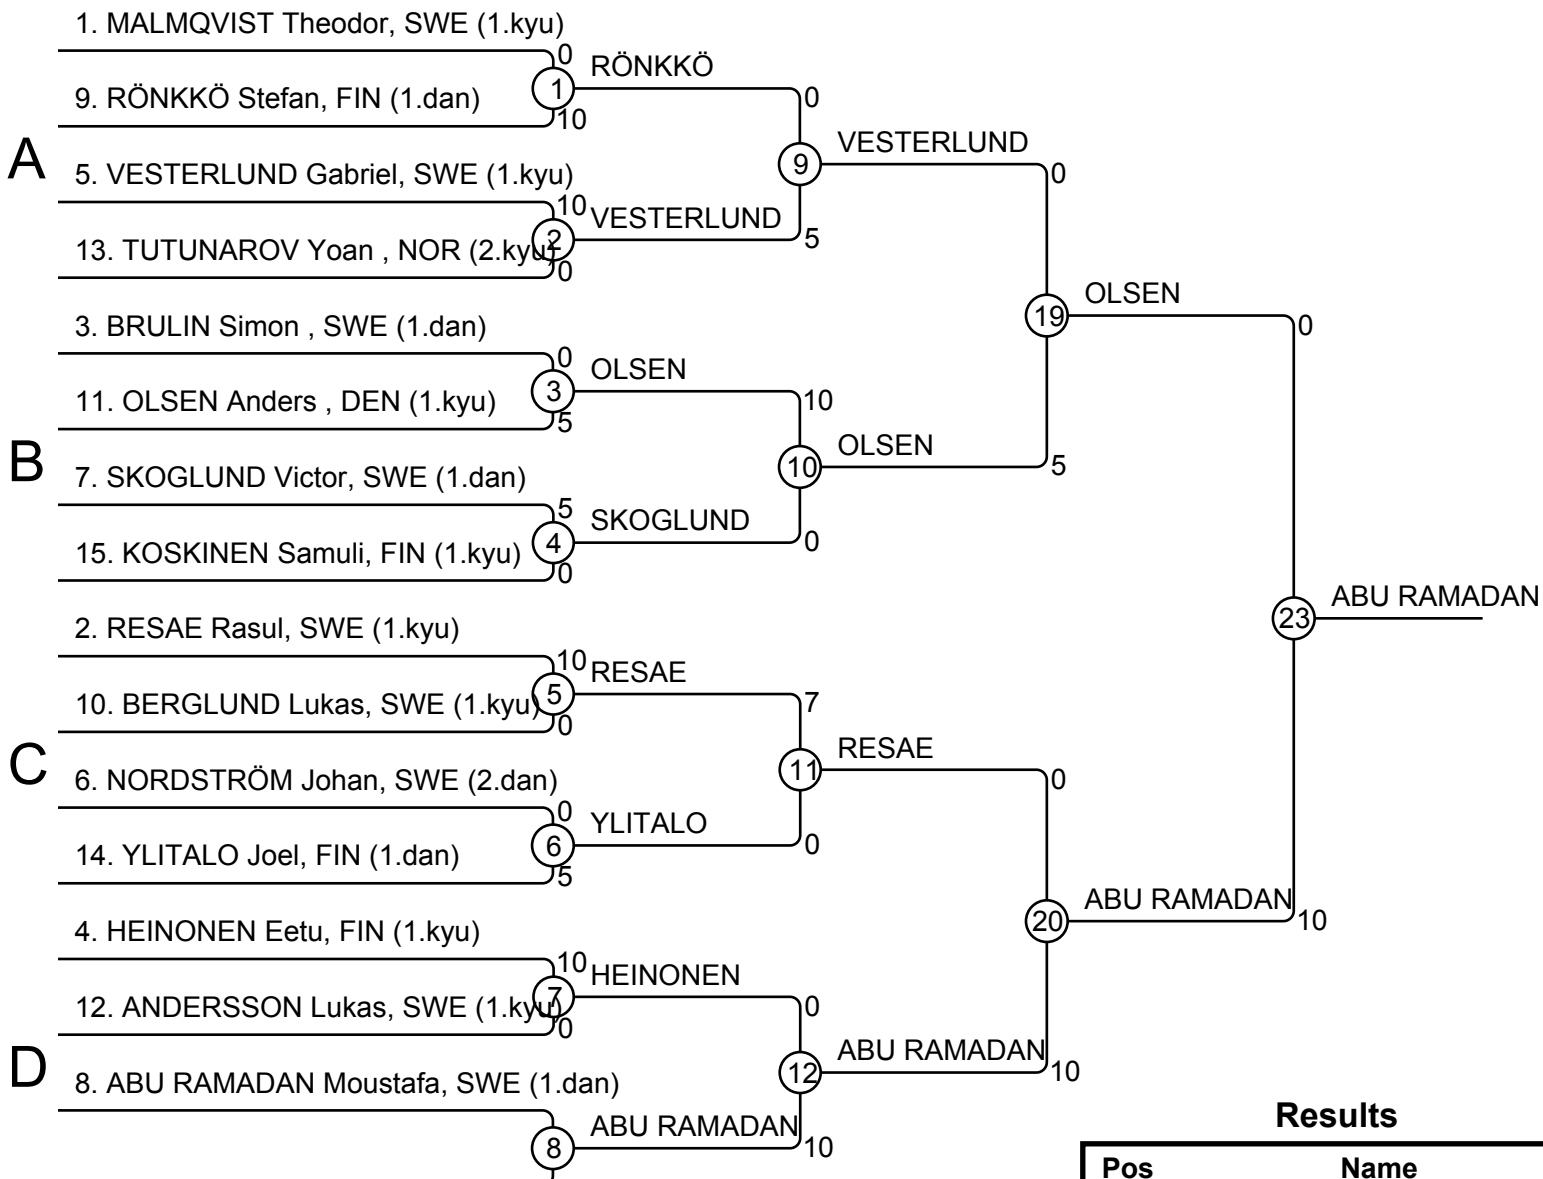 1. MALMQVIST Theodor, SWE (1.kyu)
0
1
RÖNKKÖ
9. RÖNKKÖ Stefan, FIN (1.dan)
10
0
A
9
VESTERLUND
5. VESTERLUND Gabriel, SWE (1.kyu)
10
2
VESTERLUND
13. TUTUNAROV Yoan , NOR (2.kyu)
0
5
0
3. BRULIN Simon , SWE (1.dan)
0
3
OLSEN
11. OLSEN Anders , DEN (1.kyu)
5
10
19
OLSEN
0
B
10
OLSEN
5
7. SKOGLUND Victor, SWE (1.dan)
5
4
SKOGLUND
15. KOSKINEN Samuli, FIN (1.kyu)
0
0
23
ABU RAMADAN
2. RESAE Rasul, SWE (1.kyu)
10
5
RESAE
10. BERGLUND Lukas, SWE (1.kyu)
0
7
C
11
RESAE
0
6. NORDSTRÖM Johan, SWE (2.dan)
0
6
YLITALO
14. YLITALO Joel, FIN (1.dan)
5
0
20
ABU RAMADAN
10
4. HEINONEN Eetu, FIN (1.kyu)
10
7
HEINONEN
12. ANDERSSON Lukas, SWE (1.kyu)
0
0
D
12
ABU RAMADAN
10
8. ABU RAMADAN Moustafa, SWE (1.dan)
8
ABU RAMADAN
10
Results
Pos Name